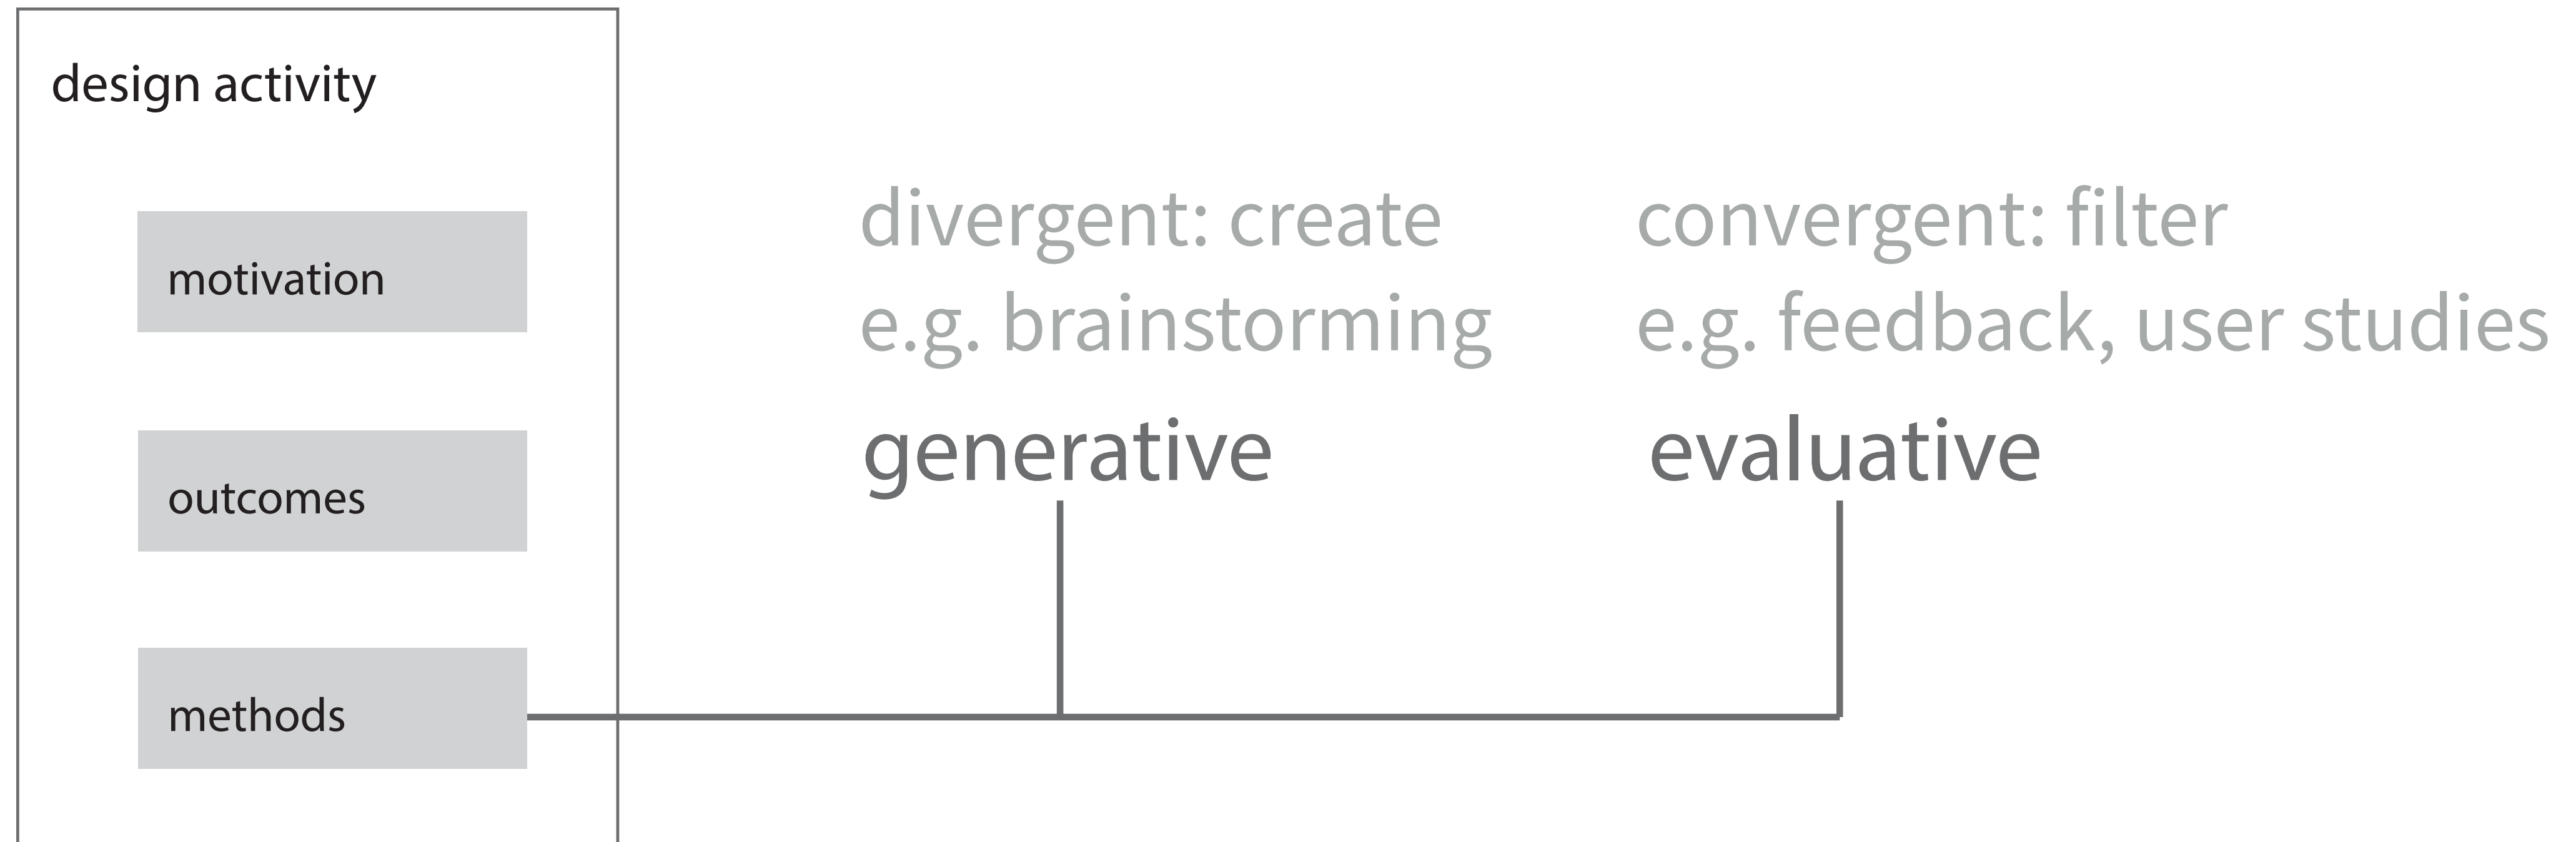 design activity
motivation
outcomes
methods
divergent: create
e.g. brainstorming
generative
convergent: filter
e.g. feedback, user studies
evaluative